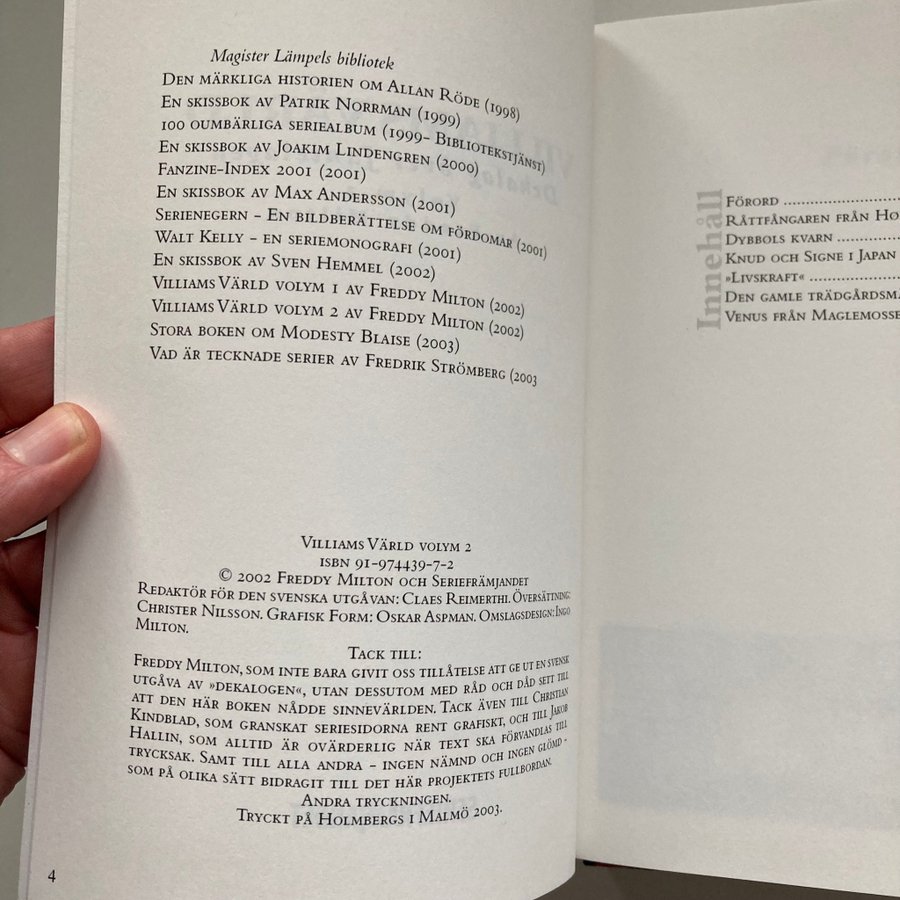 Magister Lämpels bibliotek
Den märkliga historien om Allan Röde (1998)
En skissbok av Patrik Norrman (1999)
100 oumbärliga seriealbum (1999- Bibliotekstjänst)
En skissbok av Joakim Lindengren (2000)
Fanzine-Index 2001 (2001)
En skissbok av Max Andersson (2001)
Serienegern - En bildberättelse om fördomar (2001)
Walt Kelly - en seriemonografi (2001)
En skissbok av Sven Hemmel (2002)
Villiams Värld volym 1 av Freddy Milton (2002)
Villiams Värld volym 2 av Freddy Milton (2002)
Stora boken om Modesty Blaise (2003)
Vad är tecknade serier av Fredrik Strömberg (2003
Villiams Värld volym 2
ISBN 91-974439-7-2
© 2002 Freddy Milton och Seriefrämjandet
Redaktör för den svenska utgåvan: Claes Reimerthi. Översättning:
Christer Nilsson. Grafisk Form: Oskar Aspman. Omslagsdesign: Ingo
Milton.
Tack till:
Freddy Milton, som inte bara givit oss tillåtelse att ge ut en svensk
utgåva av »Dekalogen«, utan dessutom med råd och dåd sett till
att den här boken nådde sinnevärlden. Tack även till Christian
Kindblad, som granskat seriesidorna rent grafiskt, och till Jakob
Hallin, som alltid är ovärderlig när text ska förvandlas till
trycksak. Samt till alla andra - ingen nämnd och ingen glömd -
som på olika sätt bidragit till det här projektets fullbordan.
Andra tryckningen.
Tryckt på Holmbergs i Malmö 2003.
4
Innehåll
Förord
Råttfångaren från
Dybbøls kvarn
Knud och Signe i Japan
»Livskraft«
Den gamle
Venus från